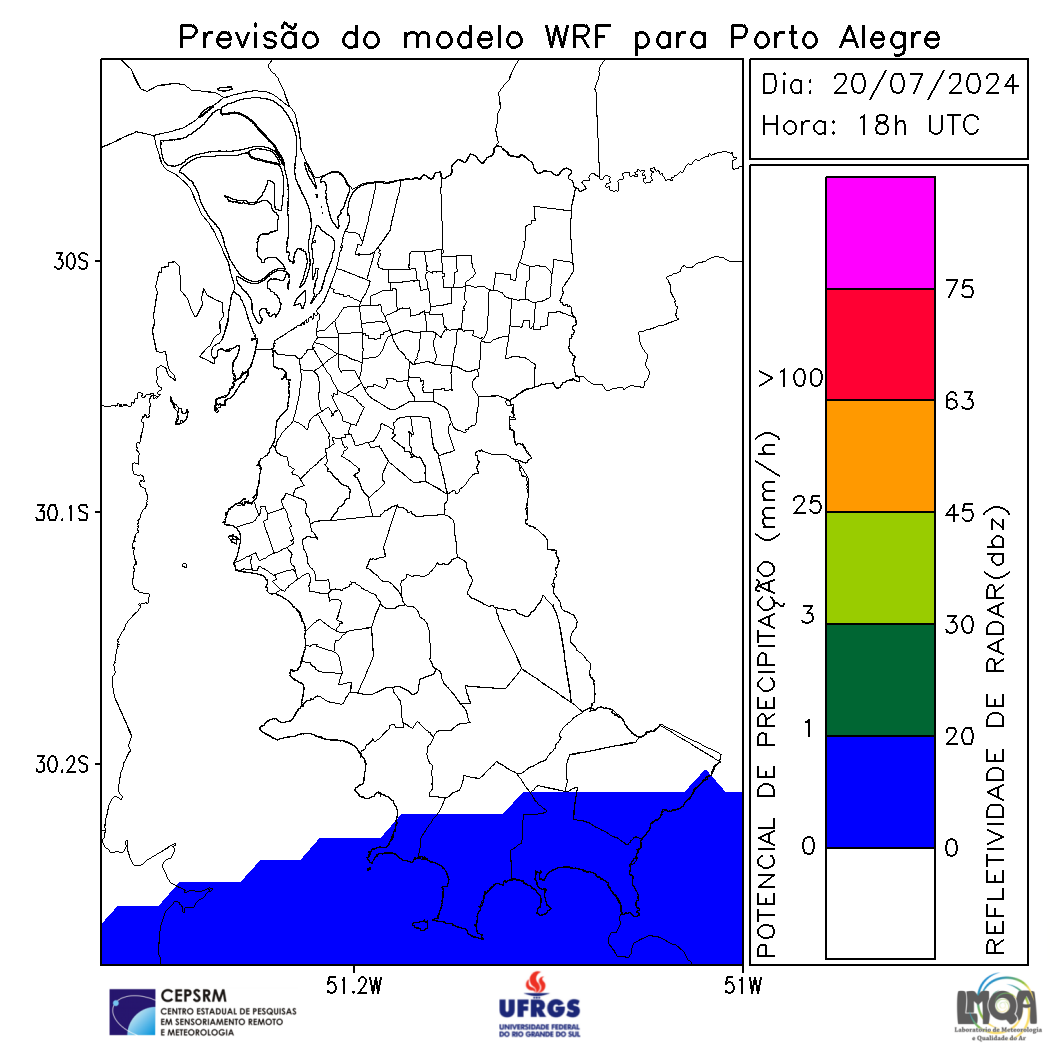 Previsão do modelo WRF para Porto Alegre
Dia: 20/07/2024
Hora: 18h UTC
30S
30.1S
30.2S
51.2W
51W
POTENCIAL DE PRECIPITAÇÃO (mm/h)
>100
25
3
1
0
75
63
45
30
20
0
REFLETIVIDADE DE RADAR(dbz)
CEPSRM
CENTRO ESTADUAL DE PESQUISAS
EM SENSORIAMENTO REMOTO
E METEOROLOGIA
UFRGS
UNIVERSIDADE FEDERAL
DO RIO GRANDE DO SUL
LMQA
Laboratório de Meteorologia
e Qualidade do Ar